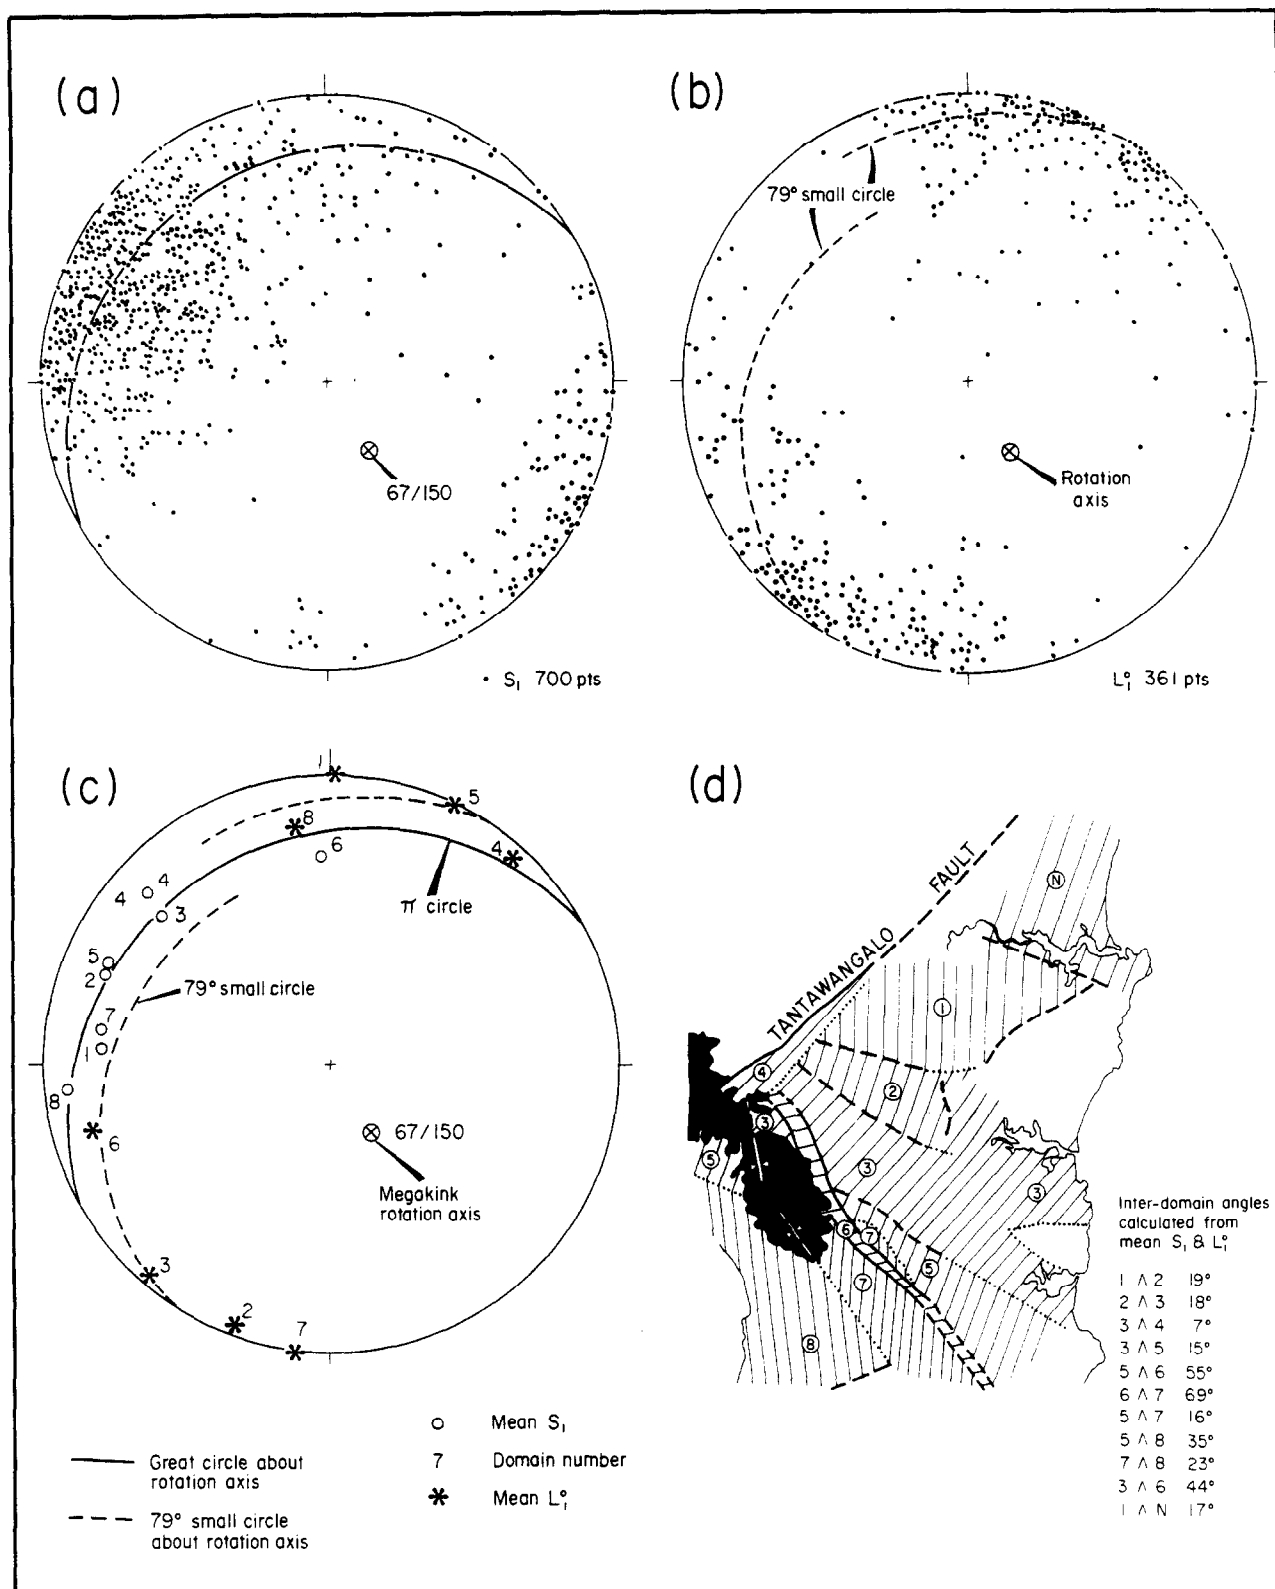 (a)
67/150
S₁ 700 pts
(b)
79° small circle
Rotation
axis
L₁° 361 pts
(c)
1
5
8
6
4
4
4
3
5
2
7
1
8
6
3
2
7
π circle
79° small circle
67/150
Megakink
rotation axis
Great circle about
rotation axis
79° small circle
about rotation axis
Mean S₁
7 Domain number
Mean L₁°
(d)
TANTAWANGALO FAULT
N
1
2
4
3
3
3
5
6
7
5
7
8
Inter-domain angles
calculated from
mean S₁ & L₁°
1 ∧ 2 19°
2 ∧ 3 18°
3 ∧ 4 7°
3 ∧ 5 15°
5 ∧ 6 55°
6 ∧ 7 69°
5 ∧ 7 16°
5 ∧ 8 35°
7 ∧ 8 23°
3 ∧ 6 44°
1 ∧ N 17°